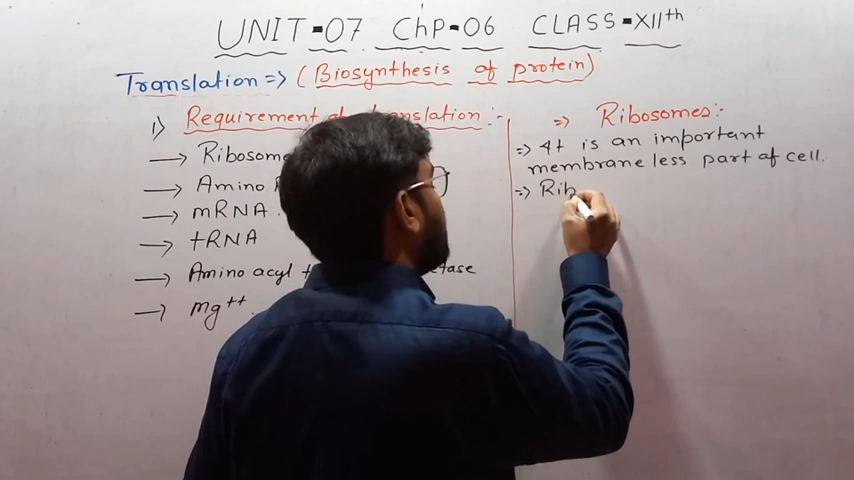 UNIT-07 ChP-06 CLASS-XIIth
Translation => (Biosynthesis of protein)
1) Requirement translation :-
→ Ribosome
→ Amino
→ mRNA
→ tRNA
→ Amino acyl
→ mg++.
=> Ribosomes:-
=> It is an important
membrane less part of cell.
=> Rib